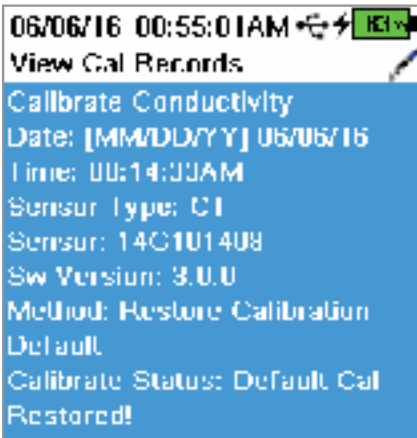 06/06/16 00:55:01AM
View Cal Records
Calibrate Conductivity
Date: [MM/DD/YY] 06/06/16
Time: 00:14:33AM
Sensor Type: CT
Sensor: 14G101408
Sw Version: 3.0.0
Method: Restore Calibration
Default
Calibrate Status: Default Cal
Restored!